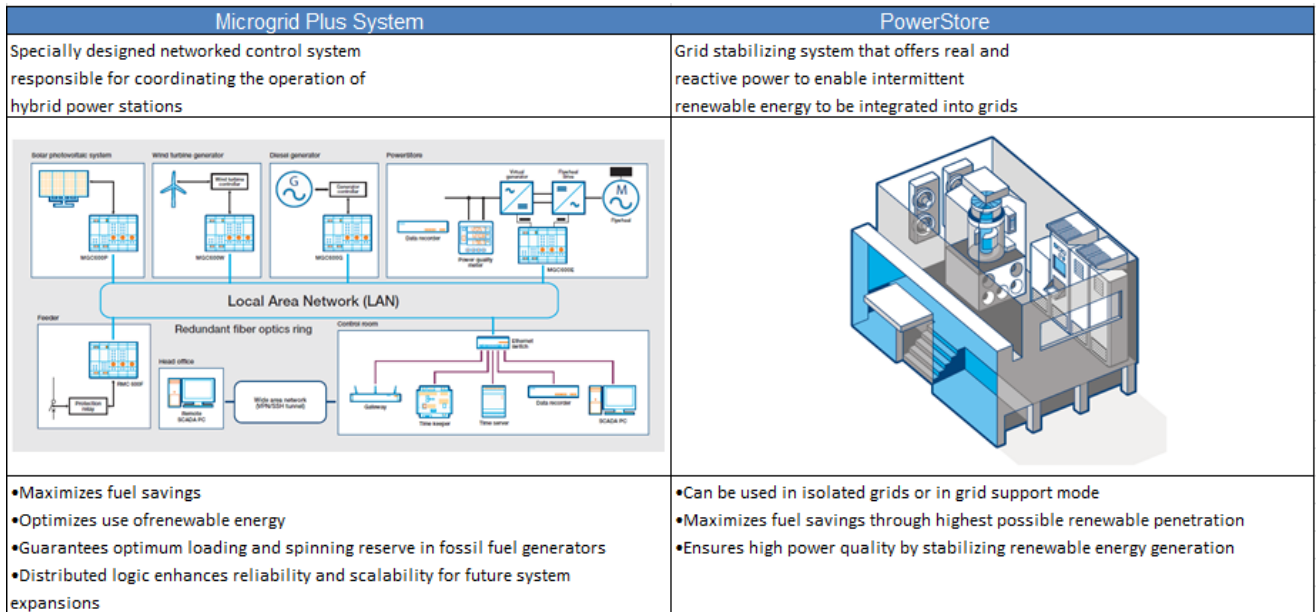 Microgrid Plus System
PowerStore
Specially designed networked control system
responsible for coordinating the operation of
hybrid power stations
Grid stabilizing system that offers real and
reactive power to enable intermittent
renewable energy to be integrated into grids
Solar photovoltaic system
Wind turbine generator
Diesel generator
PowerStore
Wind turbine
controller
G
Generator
controller
Virtual
generator
Flywheel
drive
M
Flywheel
Data recorder
Power quality
meter
MGC600P
MGC600W
MGC600G
MGC600E
Local Area Network (LAN)
Redundant fiber optics ring
Feeder
RMC 600F
Protection
relay
Head office
Remote
SCADA PC
Wide area network
(VPN/SSH tunnel)
Control room
Ethernet
switch
Gateway
Time keeper
Time server
Data recorder
SCADA PC
•Maximizes fuel savings
•Optimizes use ofrenewable energy
•Guarantees optimum loading and spinning reserve in fossil fuel generators
•Distributed logic enhances reliability and scalability for future system
expansions
•Can be used in isolated grids or in grid support mode
•Maximizes fuel savings through highest possible renewable penetration
•Ensures high power quality by stabilizing renewable energy generation